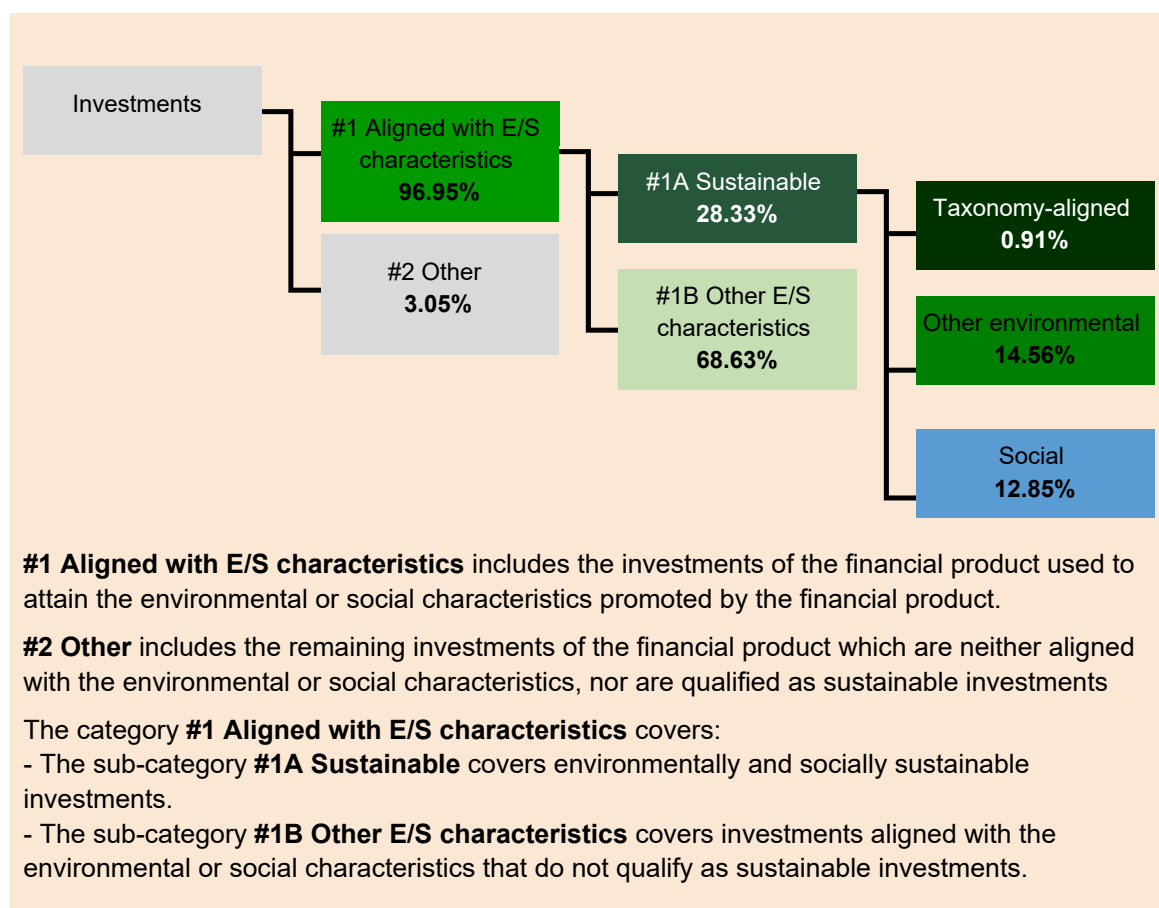 Investments
#1 Aligned with E/S
characteristics
96.95%
#2 Other
3.05%
#1A Sustainable
28.33%
#1B Other E/S
characteristics
68.63%
Taxonomy-aligned
0.91%
Other environmental
14.56%
Social
12.85%
#1 Aligned with E/S characteristics includes the investments of the financial product used to
attain the environmental or social characteristics promoted by the financial product.
#2 Other includes the remaining investments of the financial product which are neither aligned
with the environmental or social characteristics, nor are qualified as sustainable investments
The category #1 Aligned with E/S characteristics covers:
- The sub-category #1A Sustainable covers environmentally and socially sustainable
investments.
- The sub-category #1B Other E/S characteristics covers investments aligned with the
environmental or social characteristics that do not qualify as sustainable investments.